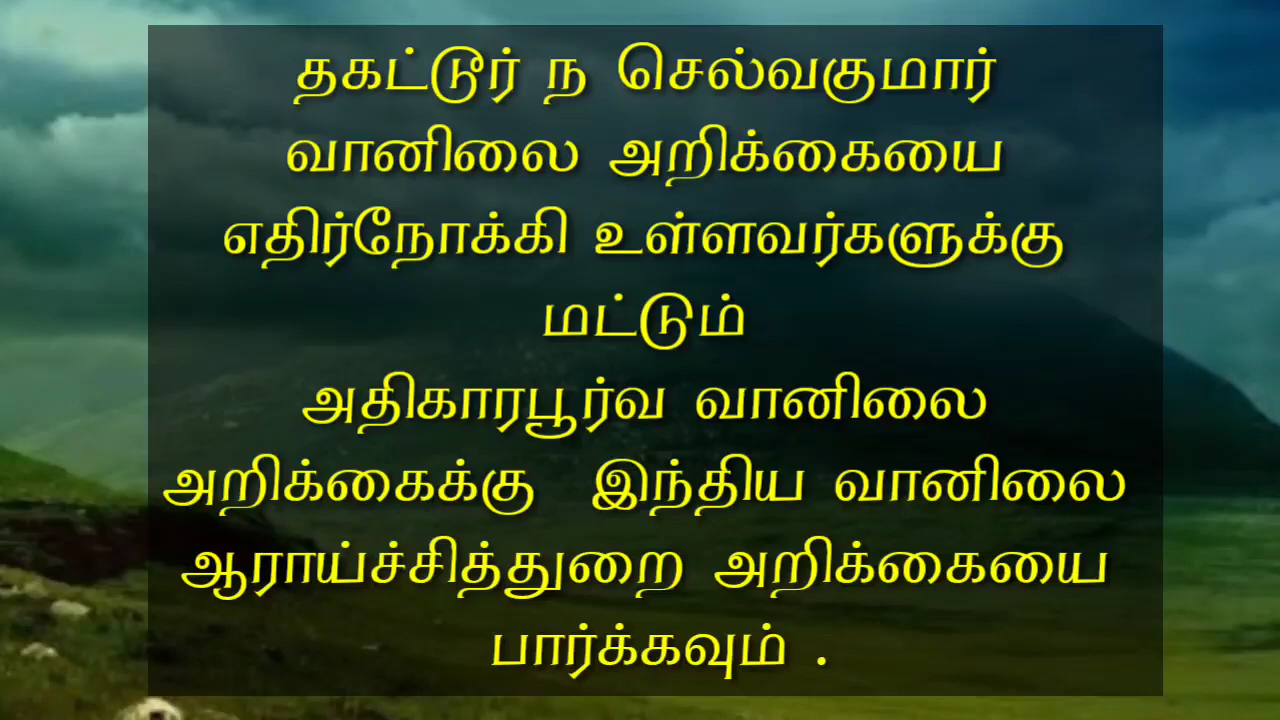 தகட்டூர் ந செல்வகுமார்
வானிலை அறிக்கையை
எதிர்நோக்கி உள்ளவர்களுக்கு
மட்டும்
அதிகாரபூர்வ வானிலை
அறிக்கைக்கு இந்திய வானிலை
ஆராய்ச்சித்துறை அறிக்கையை
பார்க்கவும் .